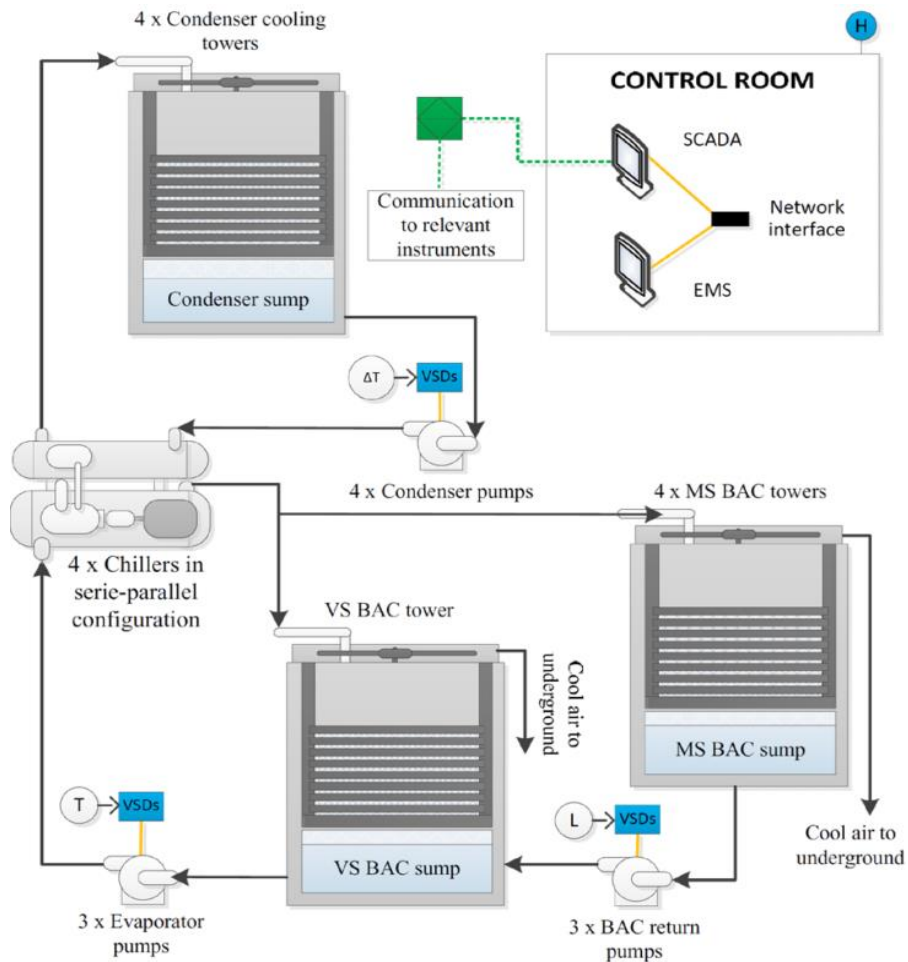 4 x Condenser cooling
towers
H
CONTROL ROOM
SCADA
Communication
to relevant
instruments
Network
interface
EMS
Condenser sump
ΔT
VSDs
4 x Condenser pumps
4 x MS BAC towers
4 x Chillers in
serie-parallel
configuration
VS BAC tower
Cool air to
underground
MS BAC sump
T
VSDs
L
VSDs
VS BAC sump
Cool air to
underground
3 x Evaporator
pumps
3 x BAC return
pumps